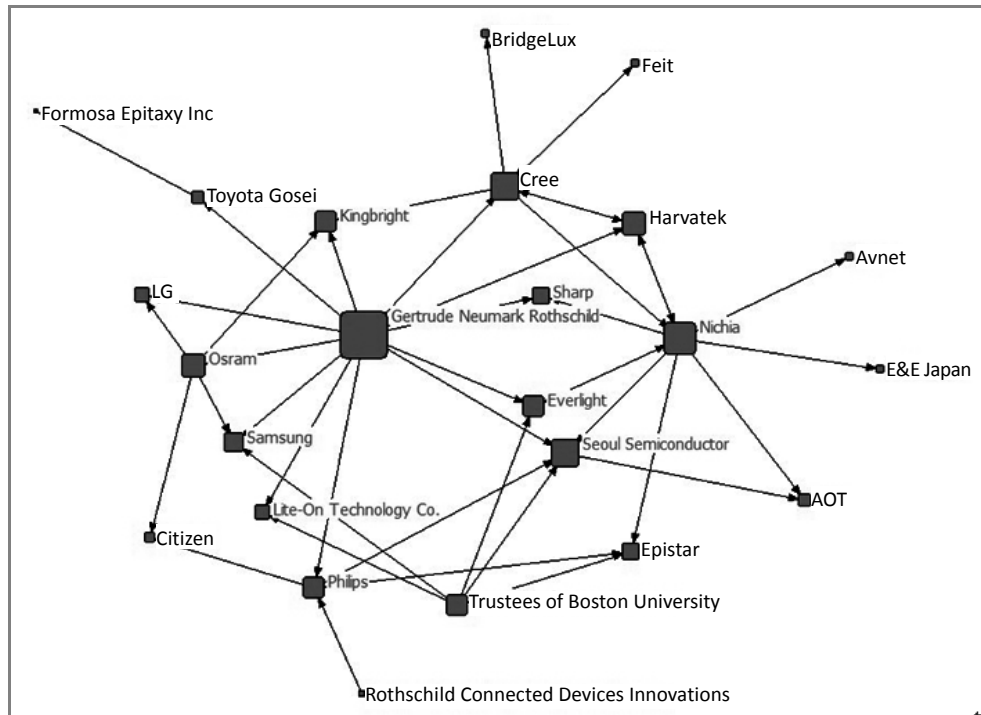 BridgeLux
Feit
Formosa Epitaxy Inc
Cree
Toyota Gosei
Kingbright
Harvatek
Avnet
LG
Sharp
Gertrude Neumark Rothschild
Nichia
Osram
E&E Japan
Everlight
Samsung
Seoul Semiconductor
AOT
Lite-On Technology Co.
Citizen
Epistar
Philips
Trustees of Boston University
Rothschild Connected Devices Innovations